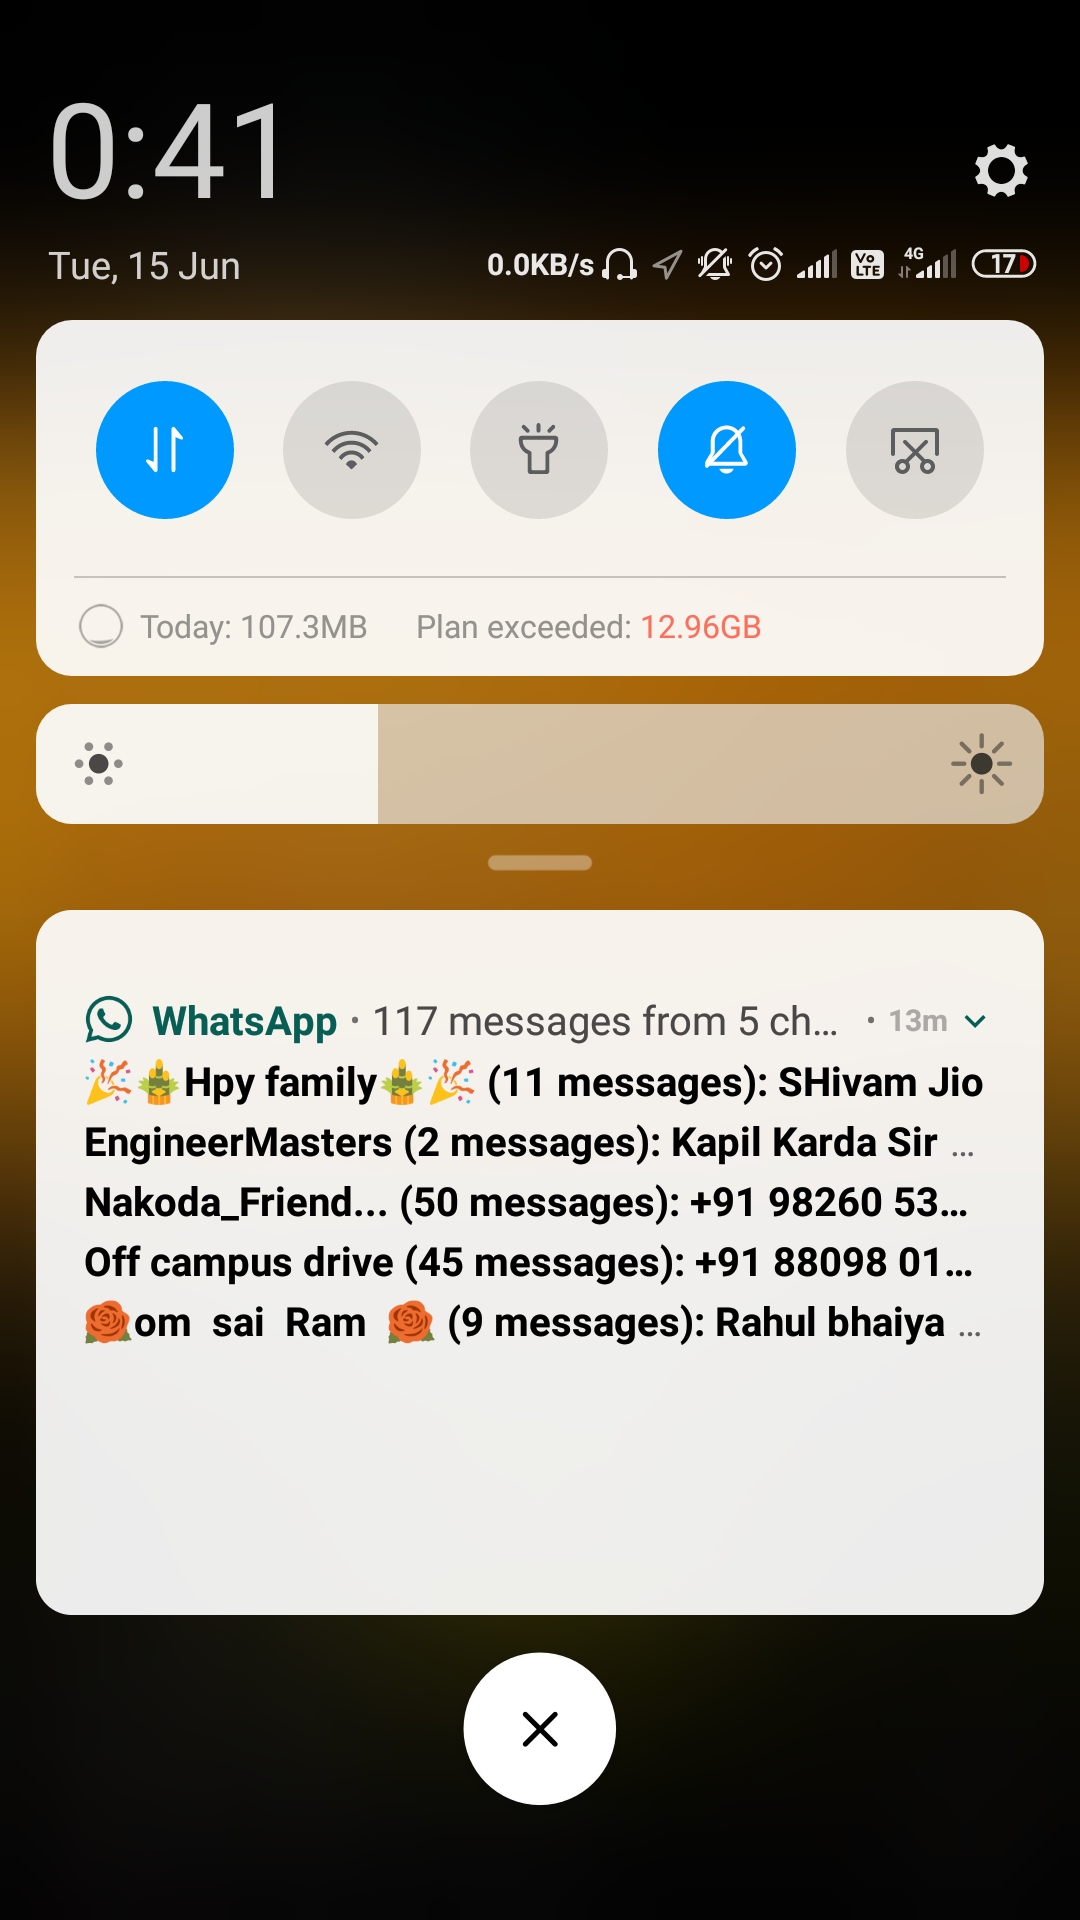 0:41
Tue, 15 Jun 0.0KB/s Vo LTE 4G 17
Today: 107.3MB Plan exceeded: 12.96GB
WhatsApp · 117 messages from 5 ch... · 13m
🎉🎍Hpy family🎍🎉 (11 messages): SHivam Jio
EngineerMasters (2 messages): Kapil Karda Sir ...
Nakoda_Friend... (50 messages): +91 98260 53...
Off campus drive (45 messages): +91 88098 01...
🌹om sai Ram 🌹 (9 messages): Rahul bhaiya ...